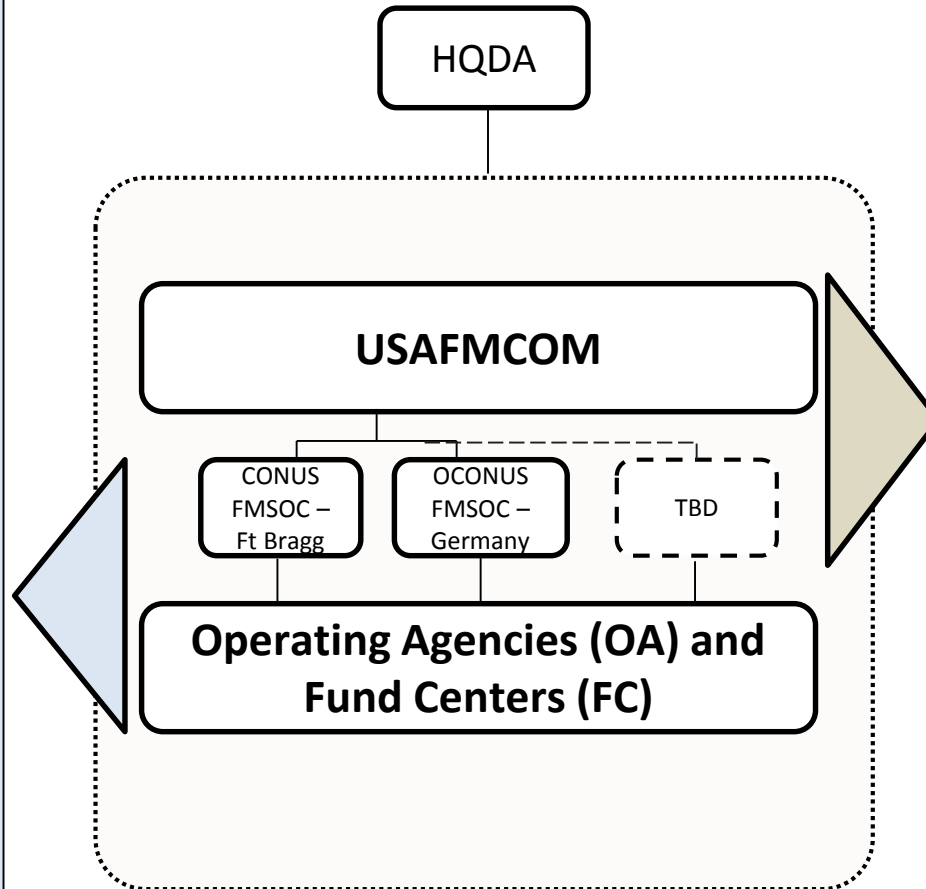 HQDA
USAFMCOM
CONUS
FMSOC –
Ft Bragg
OCONUS
FMSOC –
Germany
TBD
Operating Agencies (OA) and
Fund Centers (FC)